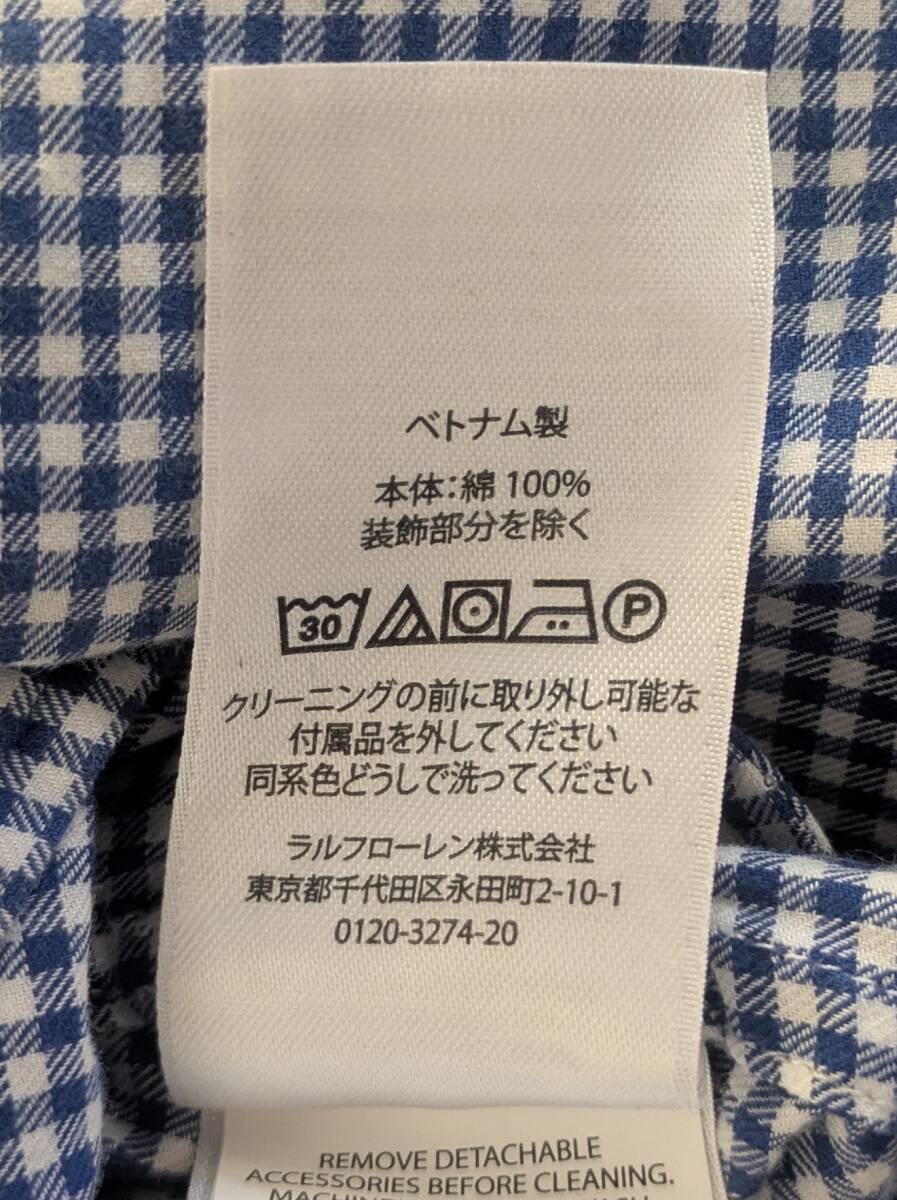 ベトナム製
本体：綿 100%
装飾部分を除く
30 P
クリーニングの前に取り外し可能な
付属品を外してください
同系色どうしで洗ってください
ラルフローレン株式会社
東京都千代田区永田町2-10-1
0120-3274-20
REMOVE DETACHABLE
ACCESSORIES BEFORE CLEANING.